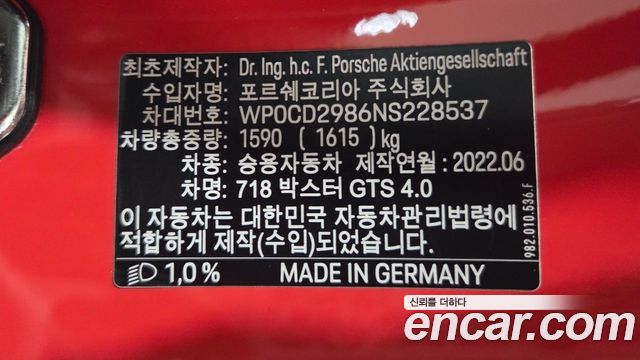 최초제작자: Dr. Ing. h.c. F. Porsche Aktiengesellschaft
수입자명: 포르쉐코리아 주식회사
차대번호: WP0CD2986NS228537
차량총중량: 1590 ( 1615) kg
차종: 승용자동차 제작연월: 2022.06
차명: 718 박스터 GTS 4.0
이 자동차는 대한민국 자동차관리법령에
적합하게 제작(수입)되었습니다.
1,0% MADE IN GERMANY
982.010.536.F
신뢰를 더하다
encar.com